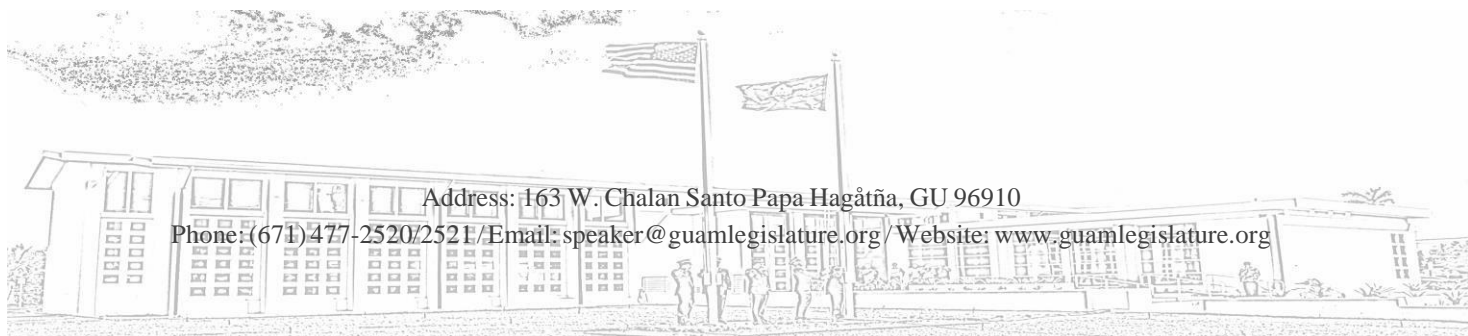 Address: 163 W. Chalan Santo Papa Hagåtña, GU 96910
Phone: (671) 477-2520/2521 / Email: speaker@guamlegislature.org / Website: www.guamlegislature.org